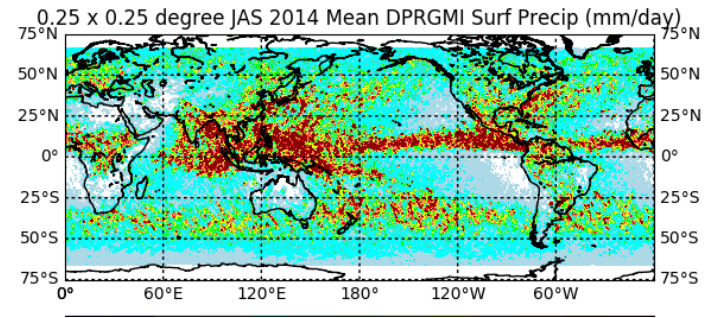 0.25 x 0.25 degree JAS 2014 Mean DPRGMI Surf Precip (mm/day)
75°N 75°N
50°N 50°N
25°N 25°N
0° 0°
25°S 25°S
50°S 50°S
75°S 75°S
0° 60°E 120°E 180° 120°W 60°W